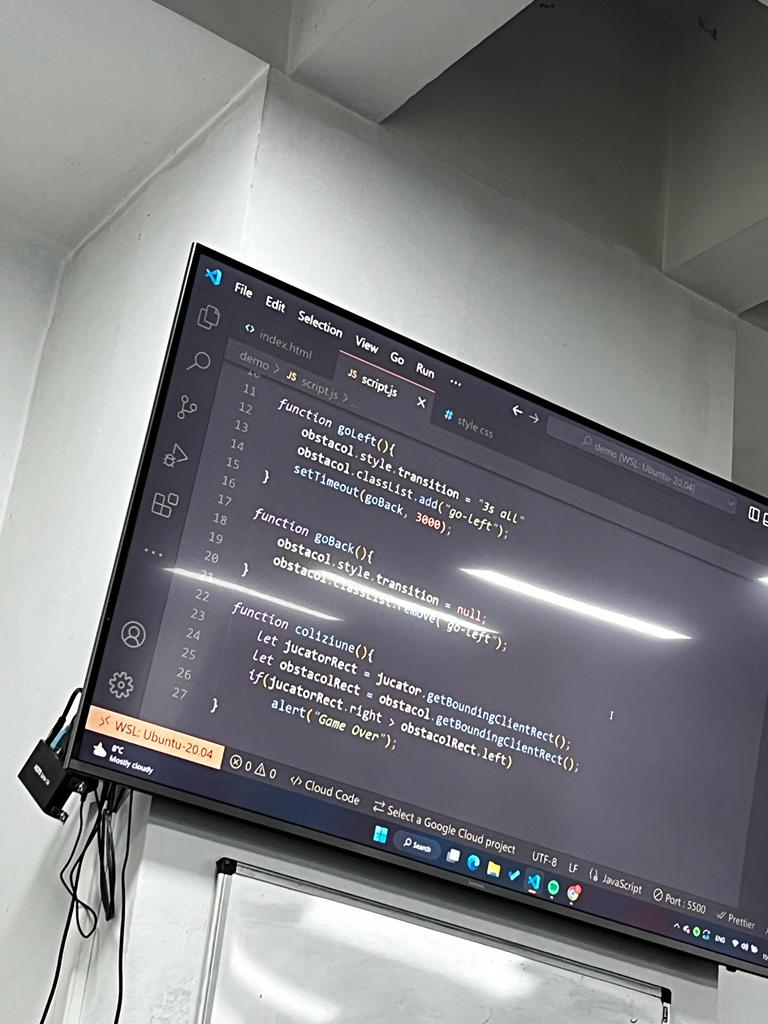 File Edit Selection View Go Run ...
demo [WSL: Ubuntu-20.04]
index.html
JS script.js
# style.css
demo > JS script.js > ...
10
11
12 function goLeft(){
13 obstacol.style.transition = "3s all"
14 obstacol.classList.add("go-left");
15 setTimeout(goBack, 3000);
16 }
17
18 function goBack(){
19 obstacol.style.transition = null;
20 obstacol.classList.remove("go-left");
21 }
22
23 function coliziune(){
24 let jucatorRect = jucator.getBoundingClientRect();
25 let obstacolRect = obstacol.getBoundingClientRect();
26 if(jucatorRect.right > obstacolRect.left)
27 alert("Game Over");
}
WSL: Ubuntu-20.04 0 0 Cloud Code Select a Google Cloud project UTF-8 LF JavaScript Port : 5500 Prettier
8°C
Mostly cloudy
Search
ENG